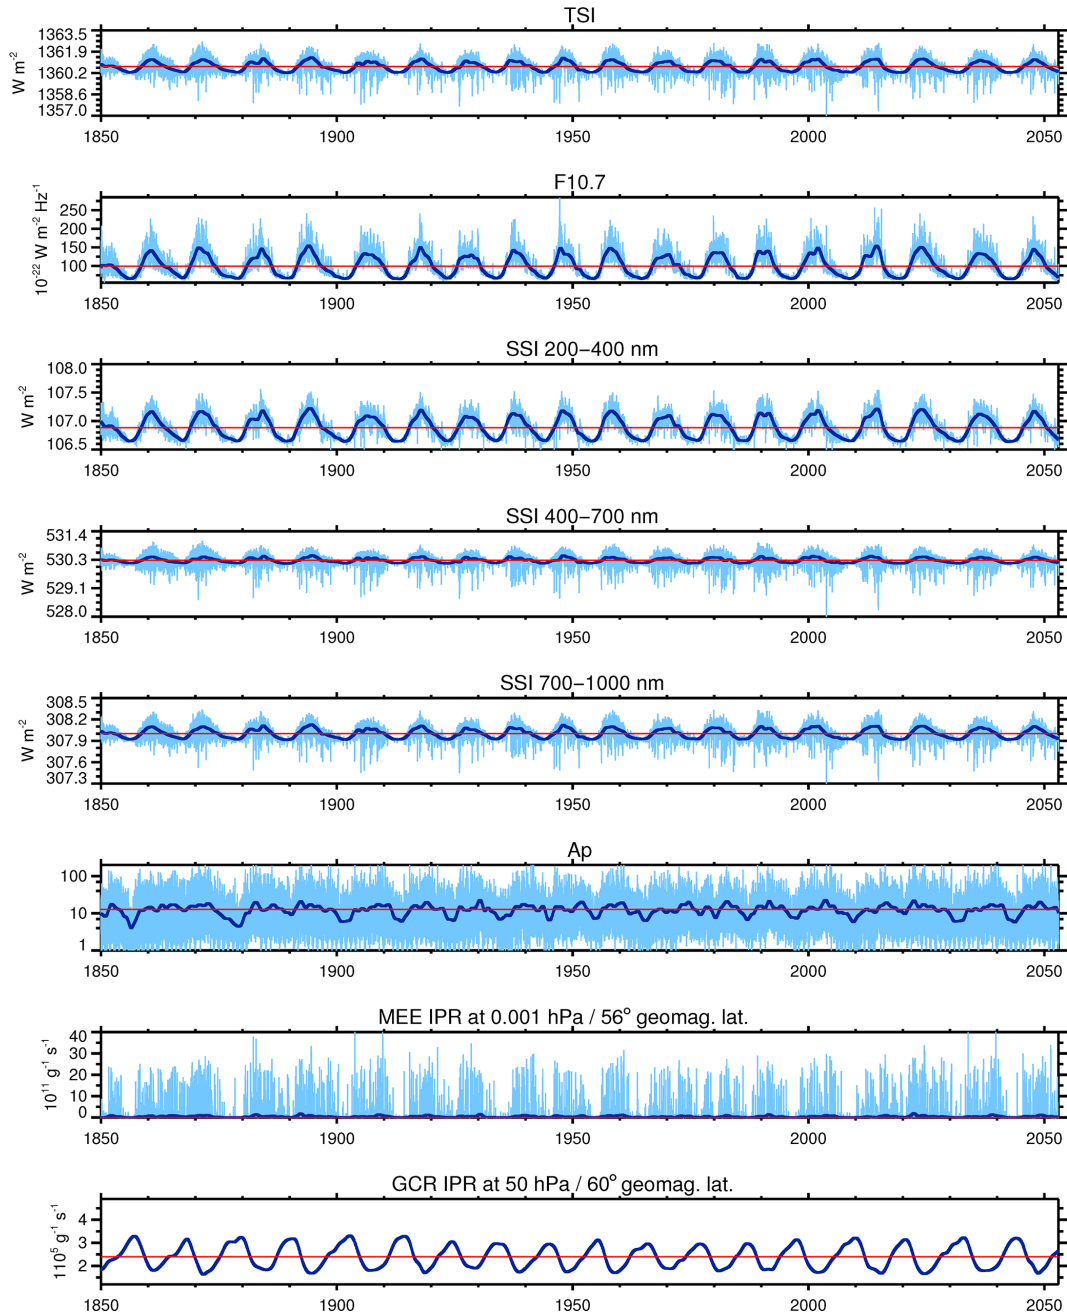 TSI
1363.5
1361.9
1360.2
1358.6
1357.0
W m-2
1850 1900 1950 2000 2050
F10.7
250
200
150
100
10-22 W m-2 Hz-1
1850 1900 1950 2000 2050
SSI 200−400 nm
108.0
107.5
107.0
106.5
W m-2
1850 1900 1950 2000 2050
SSI 400−700 nm
531.4
530.3
529.1
528.0
W m-2
1850 1900 1950 2000 2050
SSI 700−1000 nm
308.5
308.2
307.9
307.6
307.3
W m-2
1850 1900 1950 2000 2050
Ap
100
10
1
1850 1900 1950 2000 2050
MEE IPR at 0.001 hPa / 56o geomag. lat.
40
30
20
10
0
1011 g-1 s-1
1850 1900 1950 2000 2050
GCR IPR at 50 hPa / 60o geomag. lat.
4
3
2
1105 g-1 s-1
1850 1900 1950 2000 2050